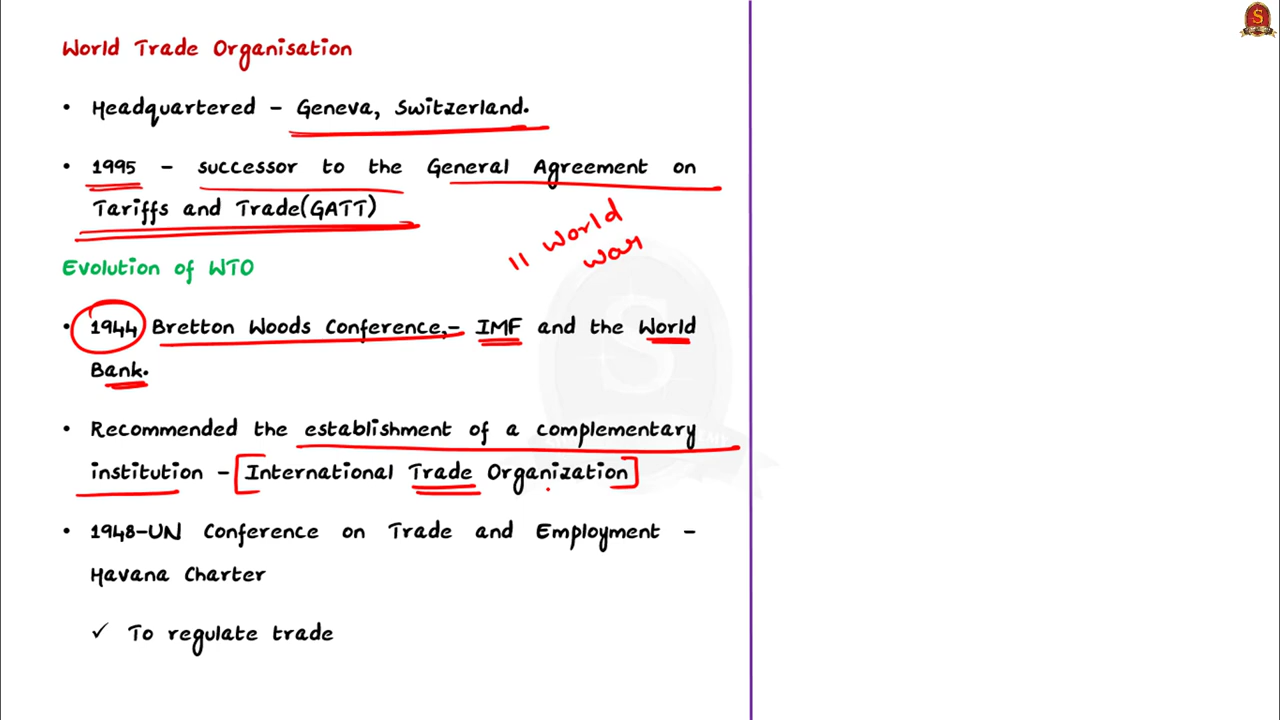 World Trade Organisation
• Headquartered - Geneva, Switzerland.
• 1995 - successor to the General Agreement on
Tariffs and Trade(GATT)
II World
war
Evolution of WTO
• 1944 Bretton Woods Conference,- IMF and the World
Bank.
• Recommended the establishment of a complementary
institution - [International Trade Organization]
• 1948-UN Conference on Trade and Employment -
Havana Charter
✓ To regulate trade
S